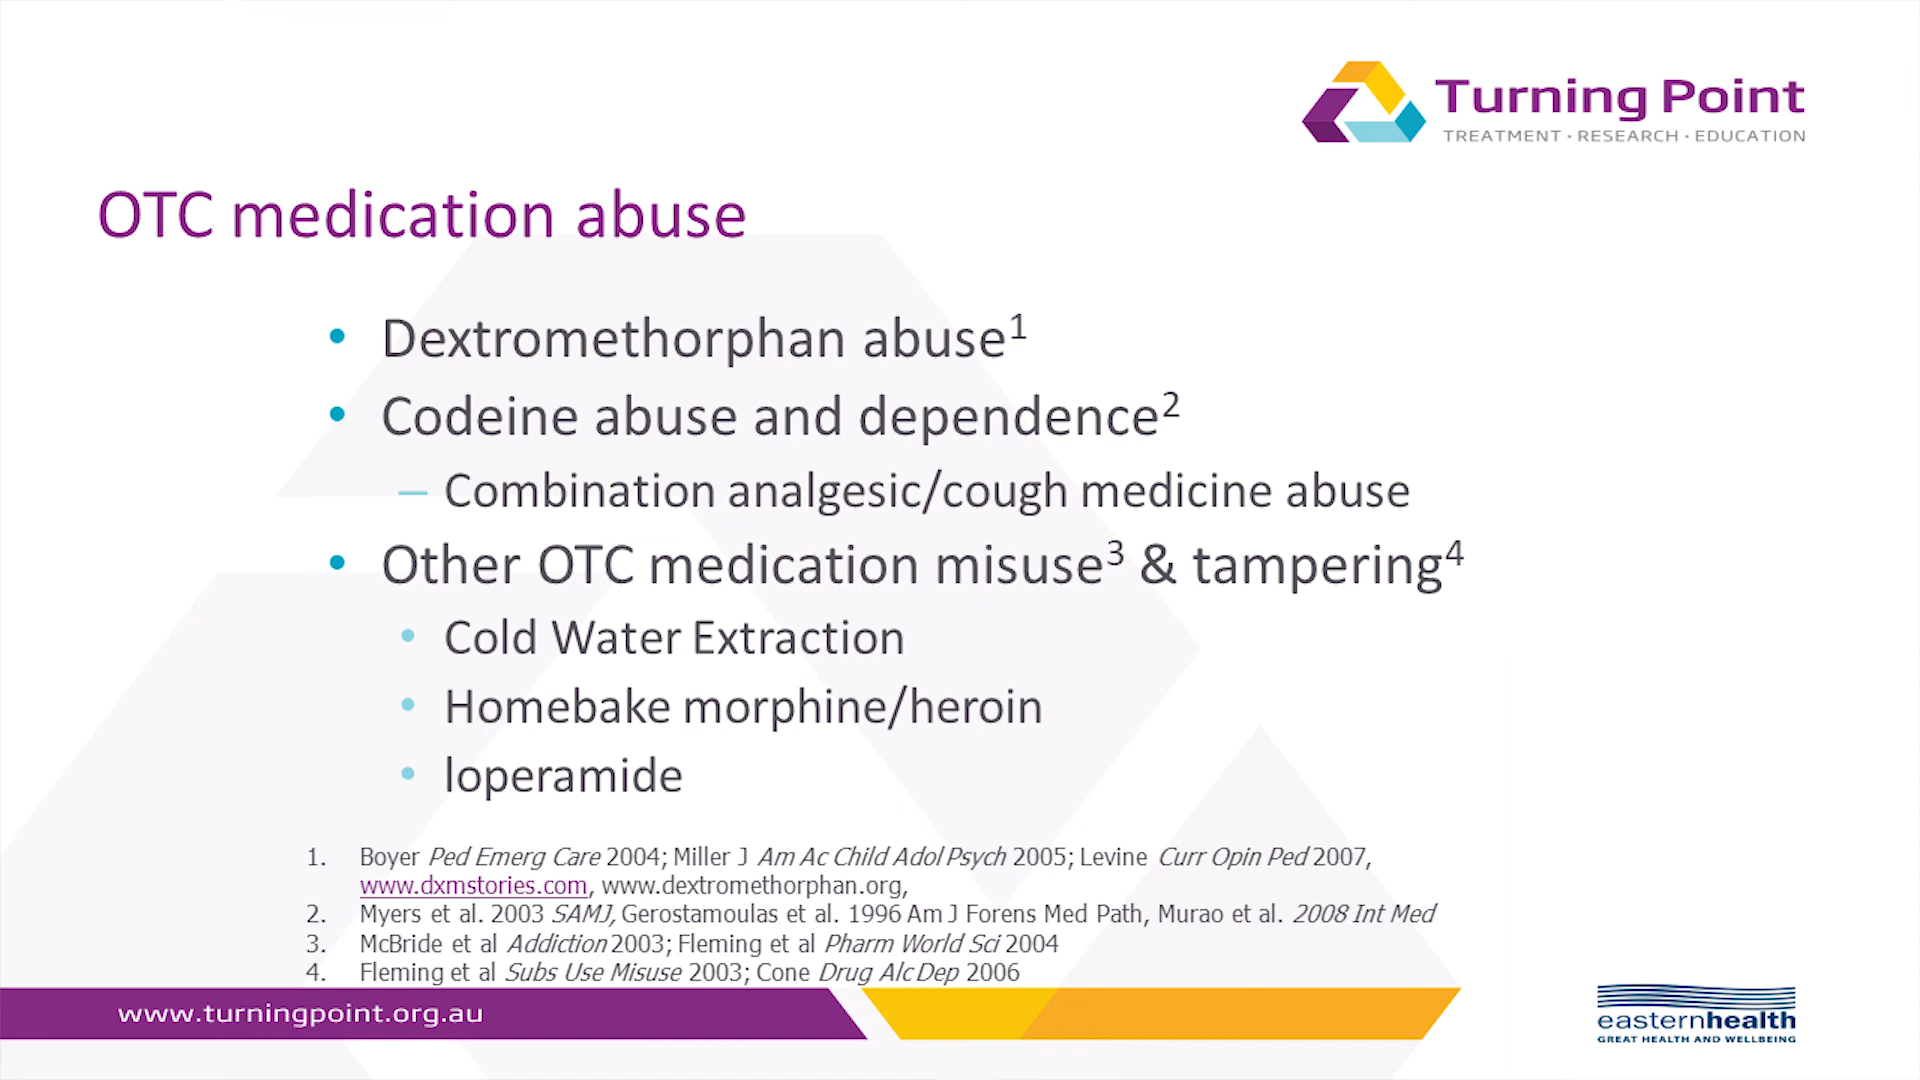 Turning Point
TREATMENT · RESEARCH · EDUCATION
OTC medication abuse
• Dextromethorphan abuse¹
• Codeine abuse and dependence²
– Combination analgesic/cough medicine abuse
• Other OTC medication misuse³ & tampering⁴
• Cold Water Extraction
• Homebake morphine/heroin
• loperamide
1. Boyer Ped Emerg Care 2004; Miller J Am Ac Child Adol Psych 2005; Levine Curr Opin Ped 2007,
www.dxmstories.com, www.dextromethorphan.org,
2. Myers et al. 2003 SAMJ, Gerostamoulas et al. 1996 Am J Forens Med Path, Murao et al. 2008 Int Med
3. McBride et al Addiction 2003; Fleming et al Pharm World Sci 2004
4. Fleming et al Subs Use Misuse 2003; Cone Drug Alc Dep 2006
www.turningpoint.org.au
easternhealth
GREAT HEALTH AND WELLBEING